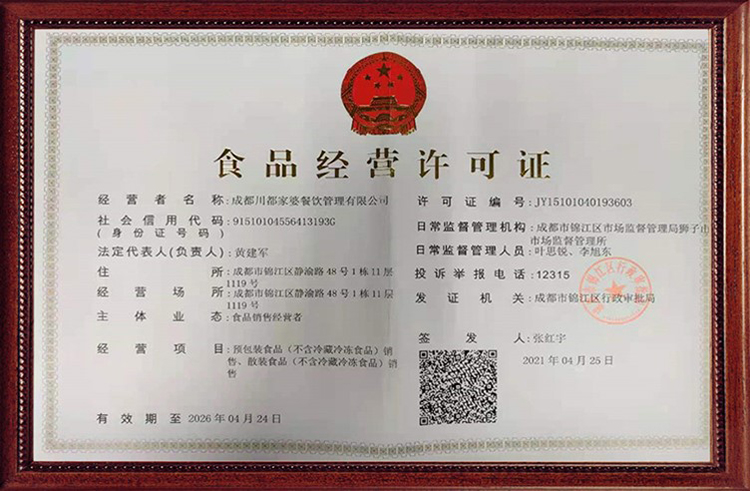 食品经营许可证
经营者名称：成都川都家婆餐饮管理有限公司
社会信用代码：91510104556413193G
(身份证号码)
法定代表人(负责人)：黄建军
住所：成都市锦江区静渝路48号1栋11层
1119号
经营场所：成都市锦江区静渝路48号1栋11层
1119号
主体业态：食品销售经营者
经营项目：预包装食品（不含冷藏冷冻食品）销
售、散装食品（不含冷藏冷冻食品）销
售
有效期至2026年04月24日
许可证编号：JY15101040193603
日常监督管理机构：成都市锦江区市场监督管理局狮子山
市场监督管理所
日常监督管理人员：叶思锐、李旭东
投诉举报电话：12315
发证机关：成都市锦江区行政审批局
签发人：张红宇
2021年04月25日